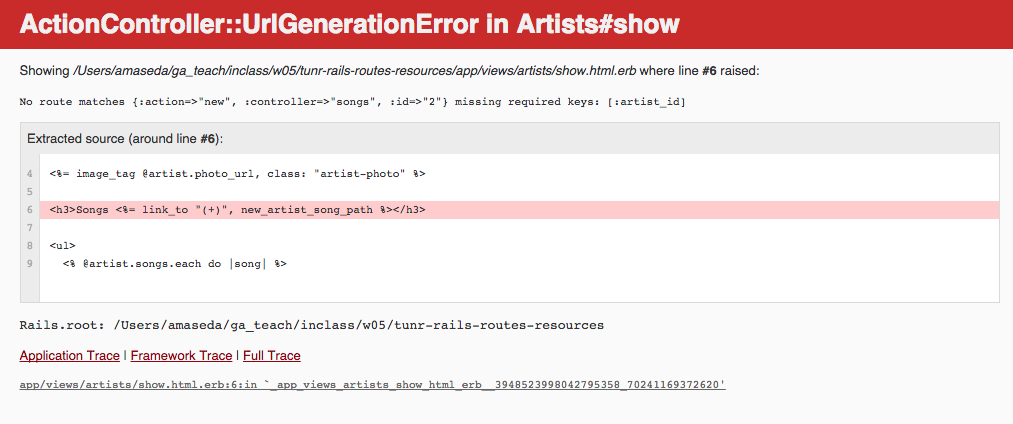 ActionController::UrlGenerationError in Artists#show
Showing /Users/amaseda/ga_teach/inclass/w05/tunr-rails-routes-resources/app/views/artists/show.html.erb where line #6 raised:
No route matches {:action=>"new", :controller=>"songs", :id=>"2"} missing required keys: [:artist_id]
Extracted source (around line #6):
4 <%= image_tag @artist.photo_url, class: "artist-photo" %>
5
6 <h3>Songs <%= link_to "(+)", new_artist_song_path %></h3>
7
8 <ul>
9 <% @artist.songs.each do |song| %>
Rails.root: /Users/amaseda/ga_teach/inclass/w05/tunr-rails-routes-resources
Application Trace | Framework Trace | Full Trace
app/views/artists/show.html.erb:6:in `_app_views_artists_show_html_erb__3948523998042795358_70241169372620'